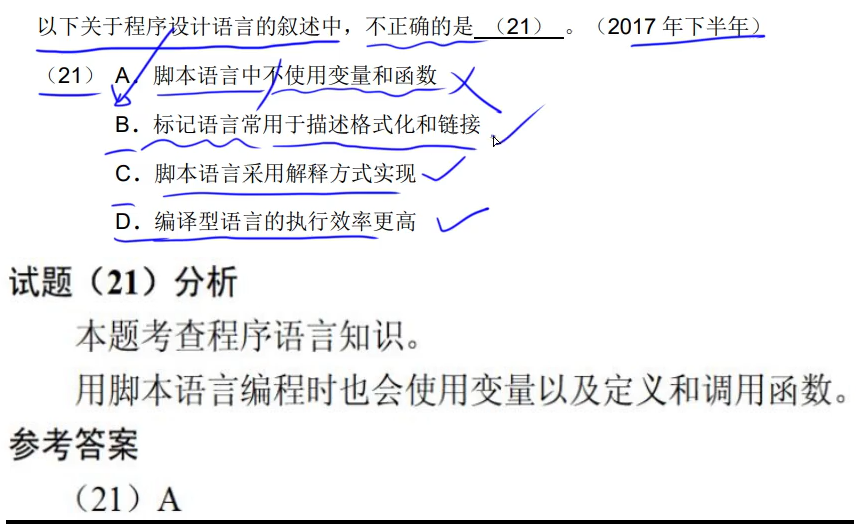 以下关于程序设计语言的叙述中，不正确的是 （21） 。（2017 年下半年）
（21） A．脚本语言中不使用变量和函数
B．标记语言常用于描述格式化和链接
C．脚本语言采用解释方式实现
D．编译型语言的执行效率更高
试题（21）分析
本题考查程序语言知识。
用脚本语言编程时也会使用变量以及定义和调用函数。
参考答案
（21）A